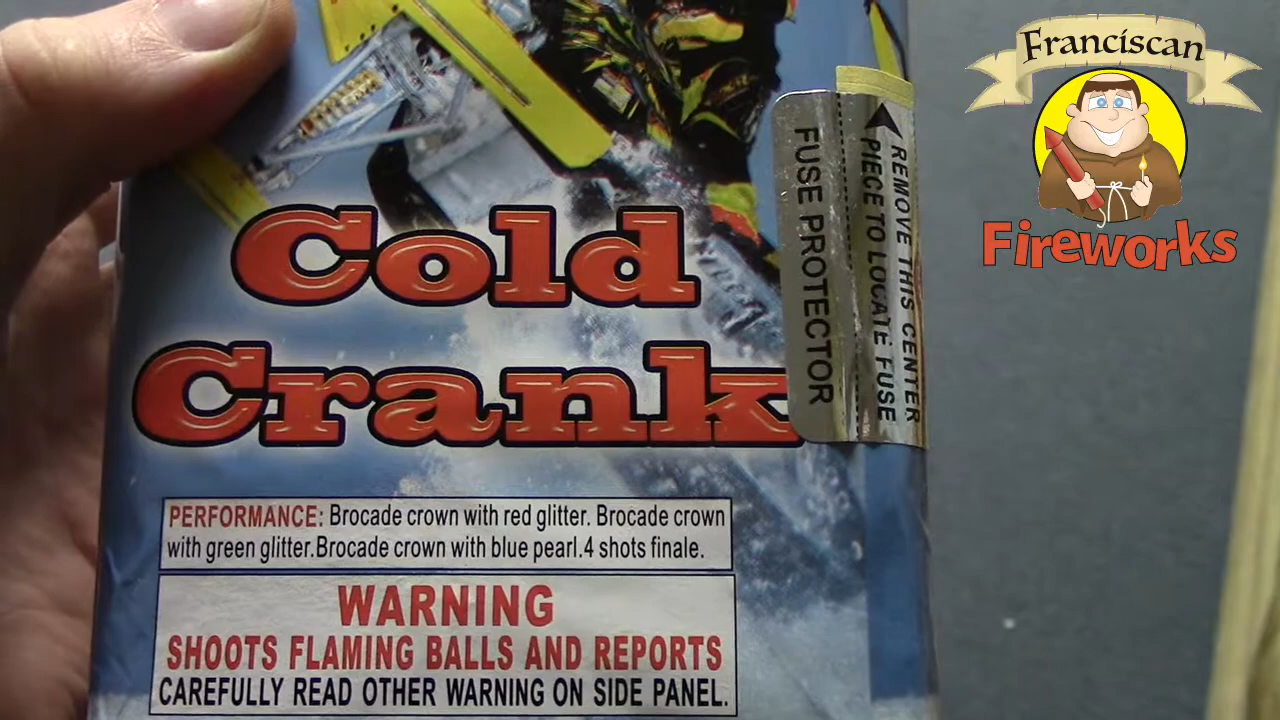 Franciscan
Fireworks
REMOVE THIS CENTER
PIECE TO LOCATE FUSE
FUSE PROTECTOR
Cold
Crank
PERFORMANCE: Brocade crown with red glitter. Brocade crown
with green glitter.Brocade crown with blue pearl.4 shots finale.
WARNING
SHOOTS FLAMING BALLS AND REPORTS
CAREFULLY READ OTHER WARNING ON SIDE PANEL.